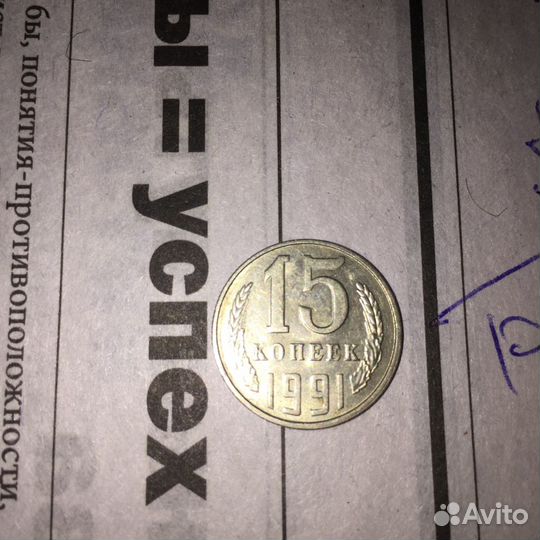 бы, понятия-противоположности,
ы = успех
15
КОПЕЕК
1991
Avito